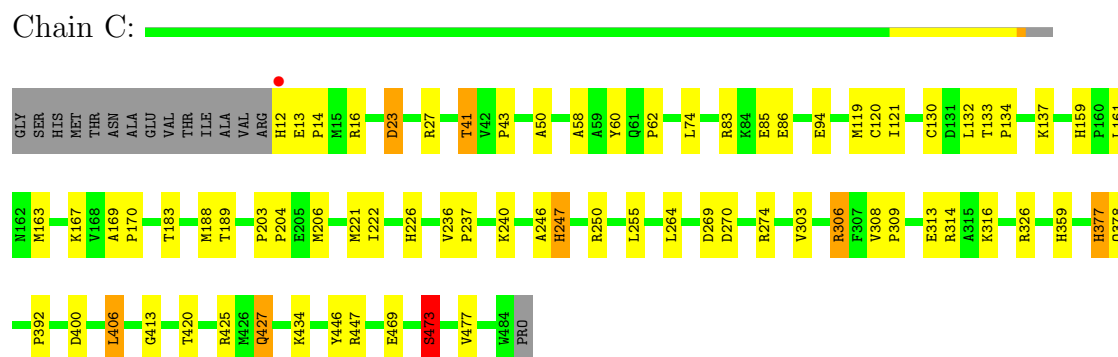 Chain C:
GLY SER HIS MET THR ASN ALA GLU VAL THR ILE ALA VAL ARG H12 E13 P14 M15 R16 D23 R27 T41 V42 P43 A50 A58 A59 Y60 Q61 P62 L74 R83 K84 E85 E86 E94 M119 C120 I121 C130 D131 L132 T133 P134 K137 H159 P160 L161
N162 M163 K167 V168 A169 P170 T183 M188 T189 P203 P204 E205 M206 M221 I222 H226 V236 P237 K240 A246 H247 R250 L255 L264 D269 D270 R274 V303 R306 F307 V308 P309 E313 R314 A315 K316 R326 H359 H377
P392 D400 L406 G413 T420 R425 M426 Q427 K434 Y446 R447 E469 S473 V477 W484 PRO